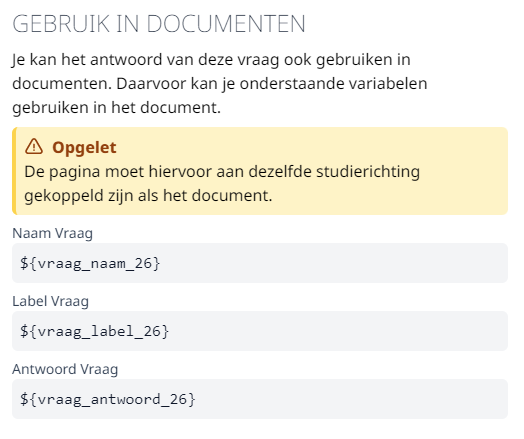 GEBRUIK IN DOCUMENTEN
Je kan het antwoord van deze vraag ook gebruiken in
documenten. Daarvoor kan je onderstaande variabelen
gebruiken in het document.
Opgelet
De pagina moet hiervoor aan dezelfde studierichting
gekoppeld zijn als het document.
Naam Vraag
${vraag_naam_26}
Label Vraag
${vraag_label_26}
Antwoord Vraag
${vraag_antwoord_26}